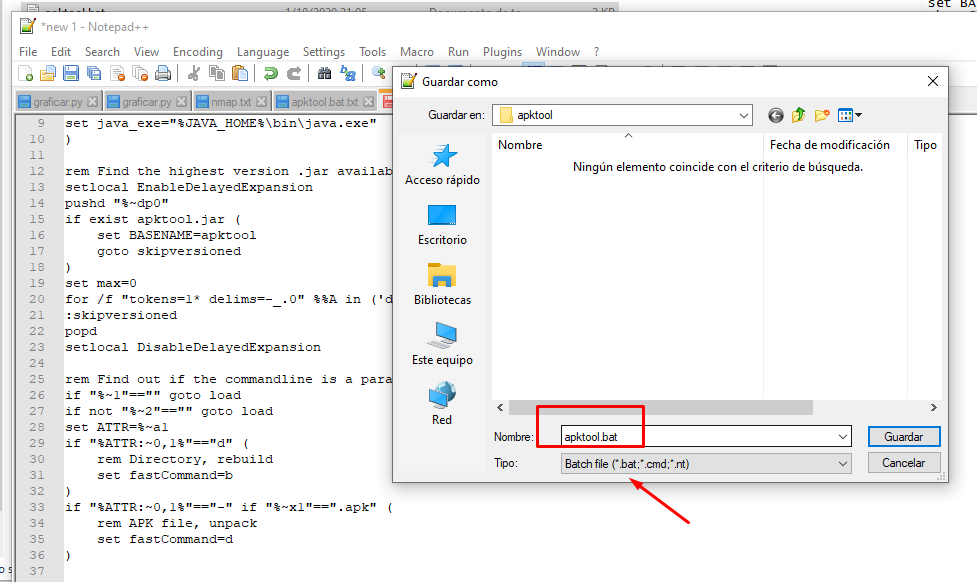 set BA
apktool.bat 1/10/2020 21:05 Documento de te 3 KB
*new 1 - Notepad++
File Edit Search View Encoding Language Settings Tools Macro Run Plugins Window ?
graficar.py graficar.py nmap.txt apktool.bat.txt
9 set java_exe="%JAVA_HOME%\bin\java.exe"
10 )
11
12 rem Find the highest version .jar availab
13 setlocal EnableDelayedExpansion
14 pushd "%~dp0"
15 if exist apktool.jar (
16 set BASENAME=apktool
17 goto skipversioned
18 )
19 set max=0
20 for /f "tokens=1* delims=-_.0" %%A in ('d
21 :skipversioned
22 popd
23 setlocal DisableDelayedExpansion
24
25 rem Find out if the commandline is a para
26 if "%~1"=="" goto load
27 if not "%~2"=="" goto load
28 set ATTR=%~a1
29 if "%ATTR:~0,1%"=="d" (
30 rem Directory, rebuild
31 set fastCommand=b
32 )
33 if "%ATTR:~0,1%"=="-" if "%~x1"==".apk" (
34 rem APK file, unpack
35 set fastCommand=d
36 )
37
Guardar como
Guardar en: apktool
Nombre Fecha de modificación Tipo
Ningún elemento coincide con el criterio de búsqueda.
Acceso rápido
Escritorio
Bibliotecas
Este equipo
Red
Nombre: apktool.bat Guardar
Tipo: Batch file (*.bat;*.cmd;*.nt) Cancelar